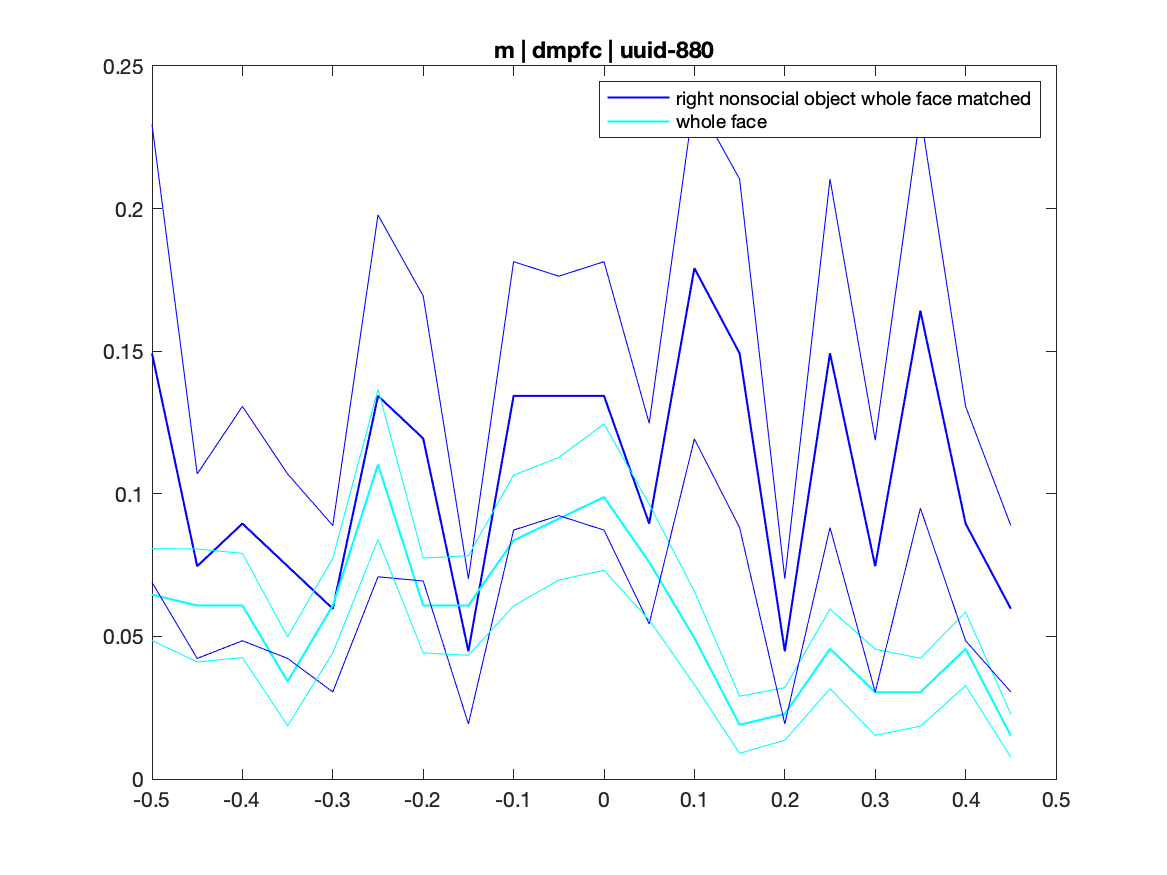 m | dmpfc | uuid-880
right nonsocial object whole face matched
whole face
0.25
0.2
0.15
0.1
0.05
0
-0.5 -0.4 -0.3 -0.2 -0.1 0 0.1 0.2 0.3 0.4 0.5